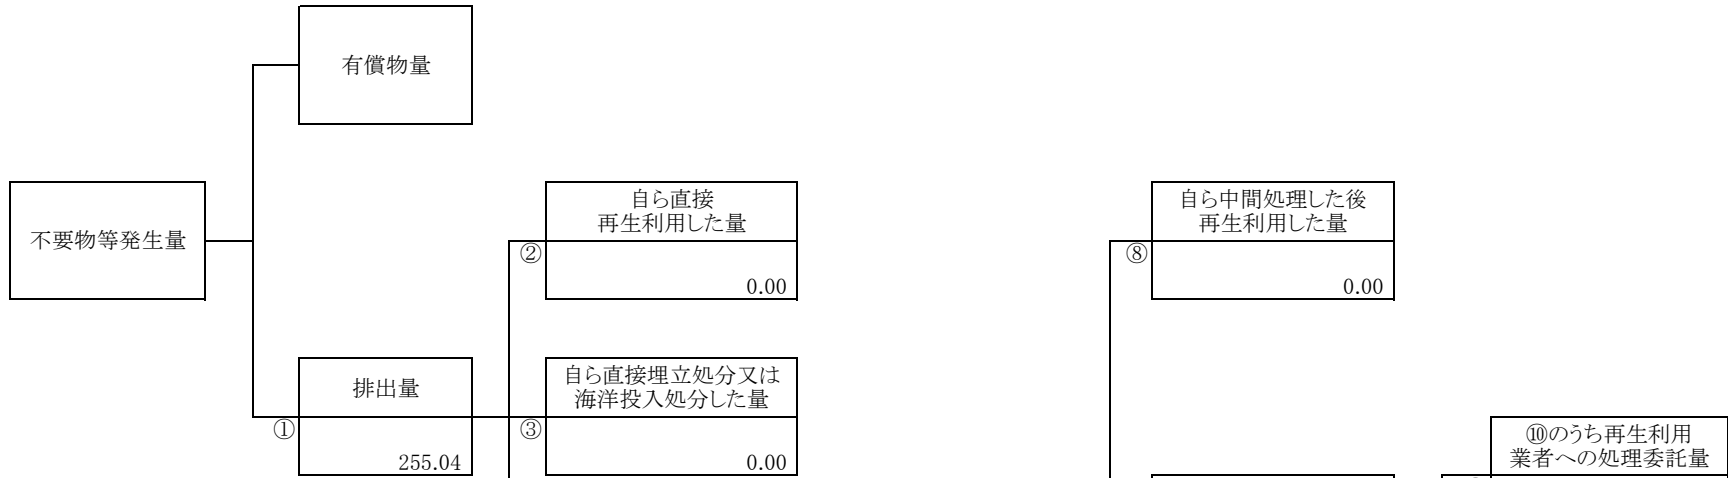 有償物量
不要物等発生量
自ら直接
再生利用した量
②
0.00
自ら中間処理した後
再生利用した量
⑧
0.00
排出量
①
255.04
自ら直接埋立処分又は
海洋投入処分した量
③
0.00
⑩のうち再生利用
業者への処理委託量